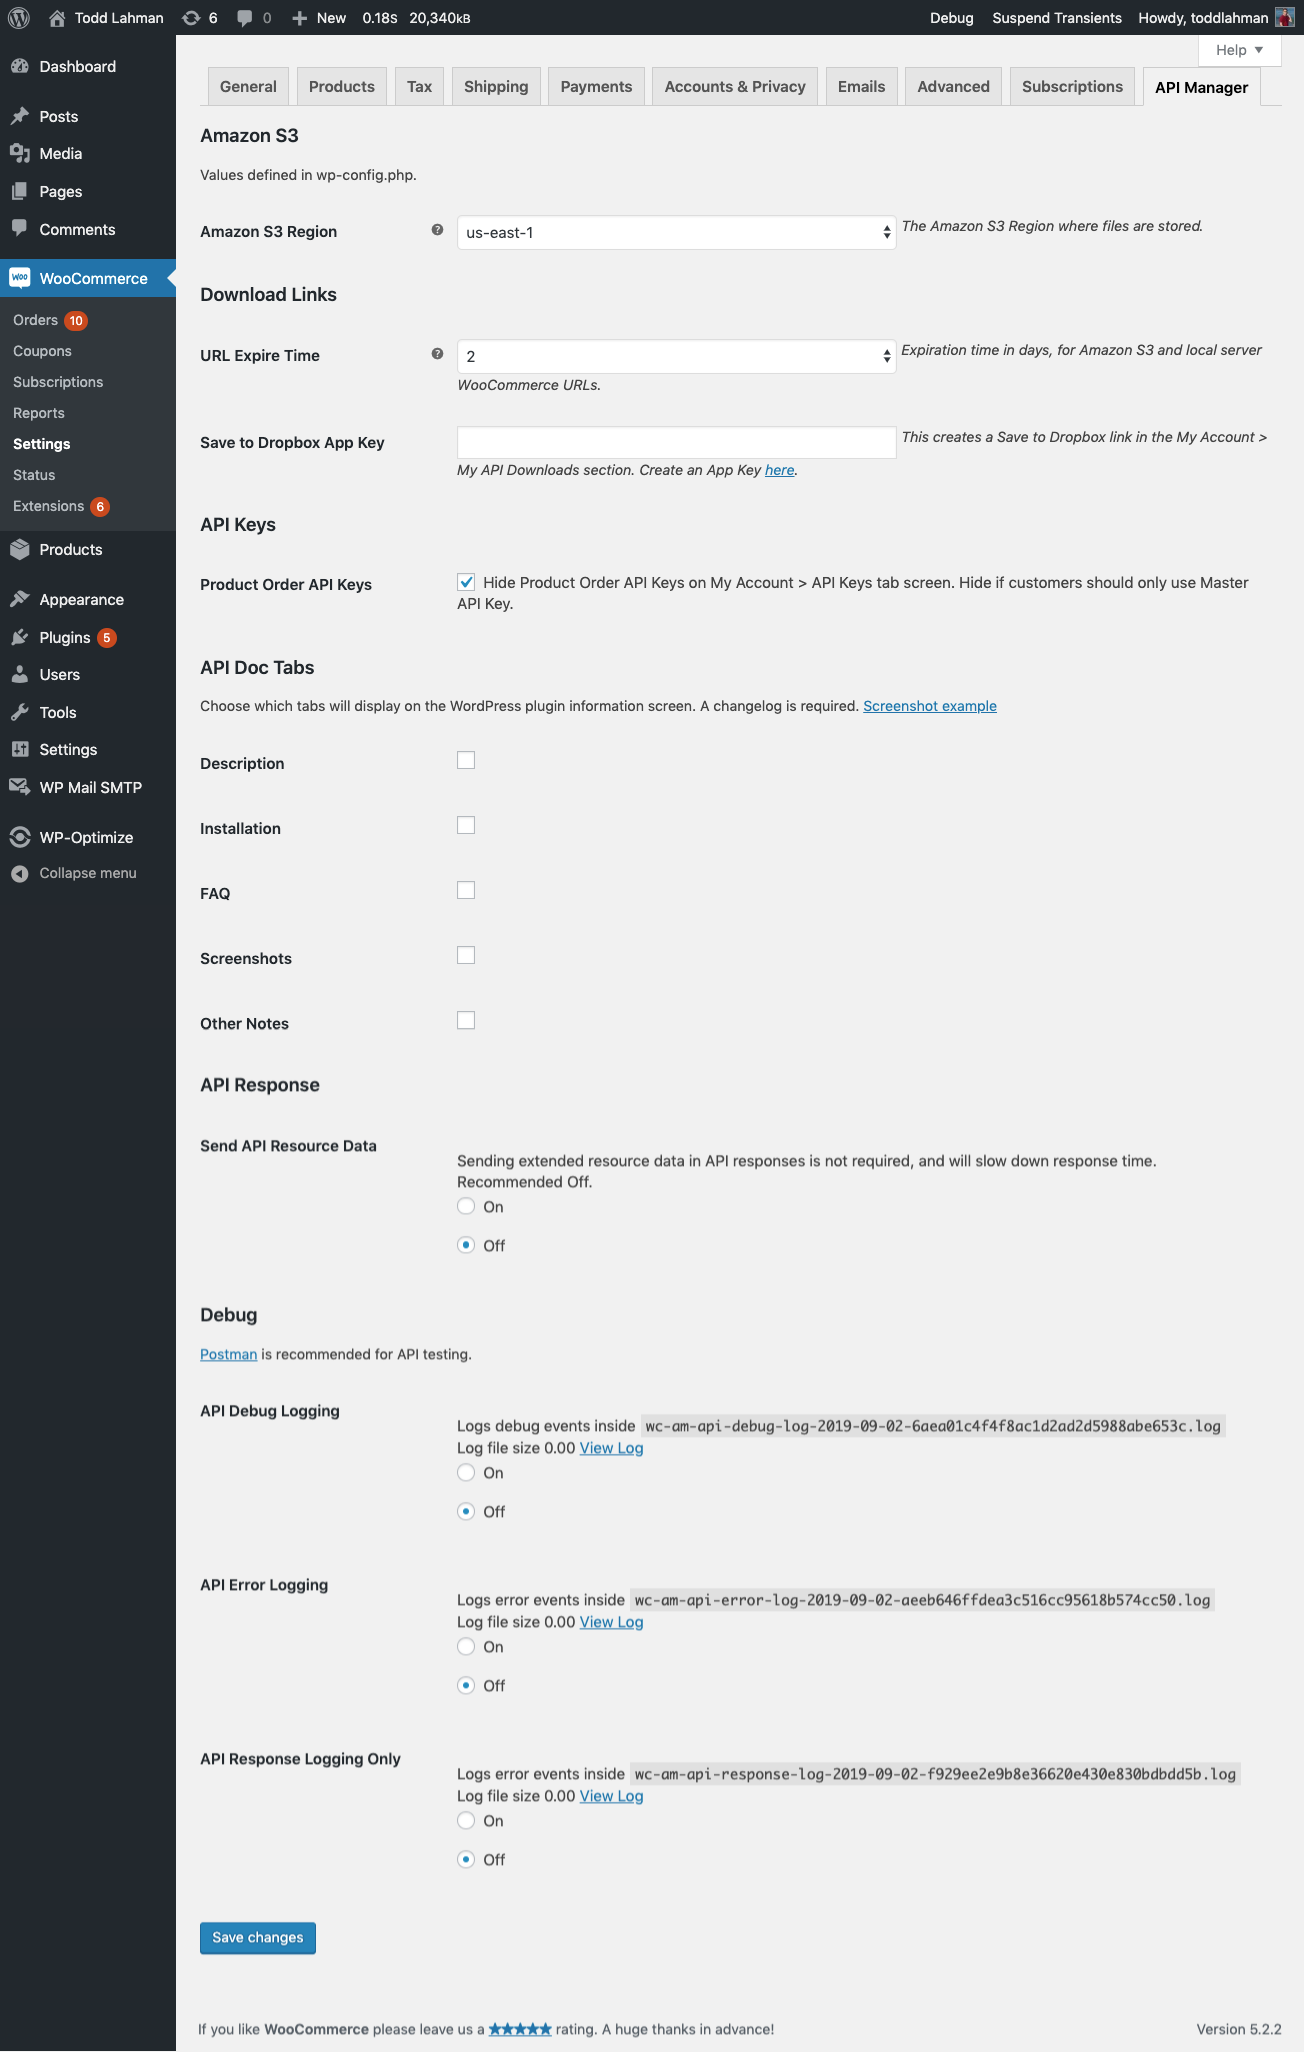 Todd Lahman 6 0 New 0.18s 20,340KB Debug Suspend Transients Howdy, toddlahman
Help ▼
Dashboard
Posts
Media
Pages
Comments
woo WooCommerce
Orders 10
Coupons
Subscriptions
Reports
Settings
Status
Extensions 6
Products
Appearance
Plugins 5
Users
Tools
Settings
WP Mail SMTP
WP-Optimize
Collapse menu
General Products Tax Shipping Payments Accounts & Privacy Emails Advanced Subscriptions API Manager
Amazon S3
Values defined in wp-config.php.
Amazon S3 Region ? us-east-1 The Amazon S3 Region where files are stored.
Download Links
URL Expire Time ? 2 Expiration time in days, for Amazon S3 and local server
WooCommerce URLs.
Save to Dropbox App Key This creates a Save to Dropbox link in the My Account >
My API Downloads section. Create an App Key here.
API Keys
Product Order API Keys Hide Product Order API Keys on My Account > API Keys tab screen. Hide if customers should only use Master
API Key.
API Doc Tabs
Choose which tabs will display on the WordPress plugin information screen. A changelog is required. Screenshot example
Description
Installation
FAQ
Screenshots
Other Notes
API Response
Send API Resource Data
Sending extended resource data in API responses is not required, and will slow down response time.
Recommended Off.
On
Off
Debug
Postman is recommended for API testing.
API Debug Logging
Logs debug events inside wc-am-api-debug-log-2019-09-02-6aea01c4f4f8ac1d2ad2d5988abe653c.log
Log file size 0.00 View Log
On
Off
API Error Logging
Logs error events inside wc-am-api-error-log-2019-09-02-aeeb646ffdea3c516cc95618b574cc50.log
Log file size 0.00 View Log
On
Off
API Response Logging Only
Logs error events inside wc-am-api-response-log-2019-09-02-f929ee2e9b8e36620e430e830bdbdd5b.log
Log file size 0.00 View Log
On
Off
Save changes
If you like WooCommerce please leave us a ★★★★★ rating. A huge thanks in advance! Version 5.2.2